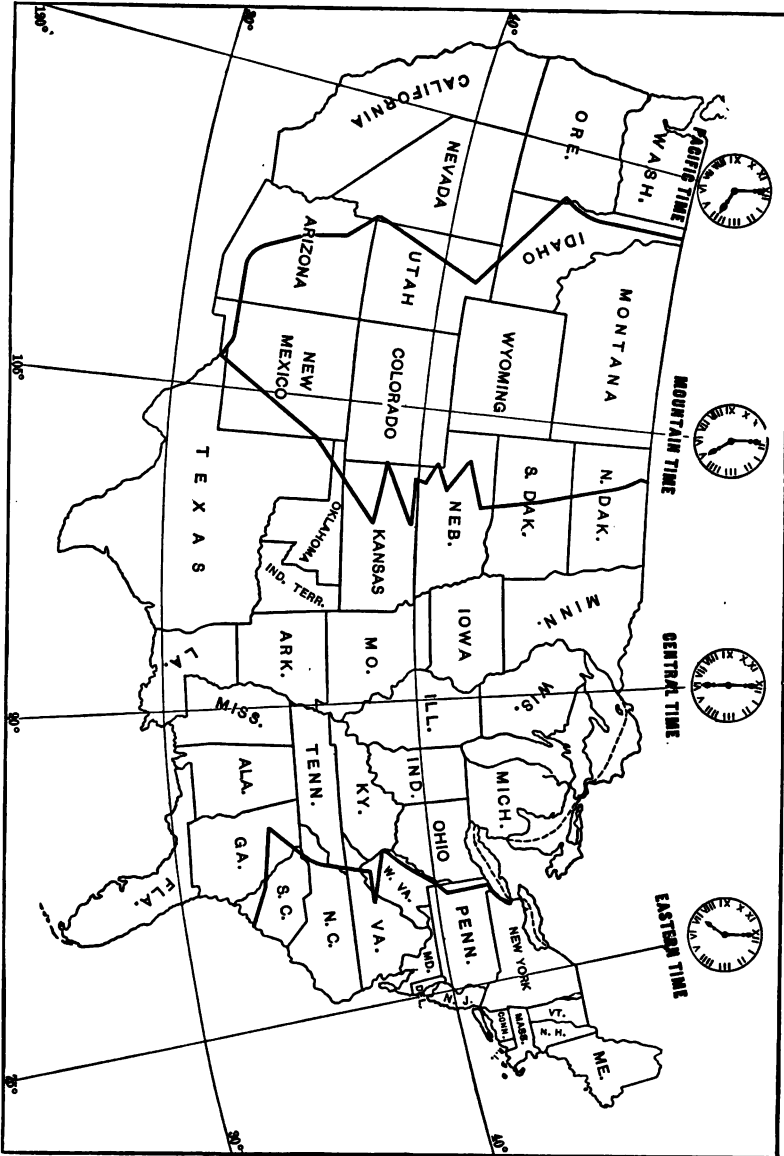 PACIFIC TIME
MOUNTAIN TIME
CENTRAL TIME
EASTERN TIME
WASH.
ORE.
CALIFORNIA
NEVADA
IDAHO
MONTANA
WYOMING
UTAH
ARIZONA
COLORADO
NEW
MEXICO
N. DAK.
S. DAK.
NEB.
KANSAS
OKLAHOMA
IND. TERR.
TEXAS
MINN.
IOWA
MO.
ARK.
LA.
WIS.
ILL.
MISS.
MICH.
IND.
KY.
TENN.
ALA.
OHIO
GA.
FLA.
W. VA.
VA.
N.C.
S.C.
PENN.
NEW YORK
MD.
N.J.
VT.
N. H.
MASS.
CONN.
ME.
40°
30°
105°
90°
75°
30°
40°